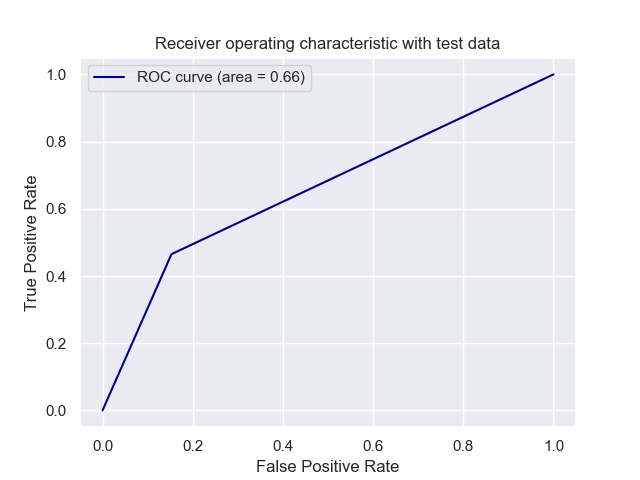 Receiver operating characteristic with test data
ROC curve (area = 0.66)
1.0
0.8
0.6
0.4
0.2
0.0
True Positive Rate
0.0 0.2 0.4 0.6 0.8 1.0
False Positive Rate